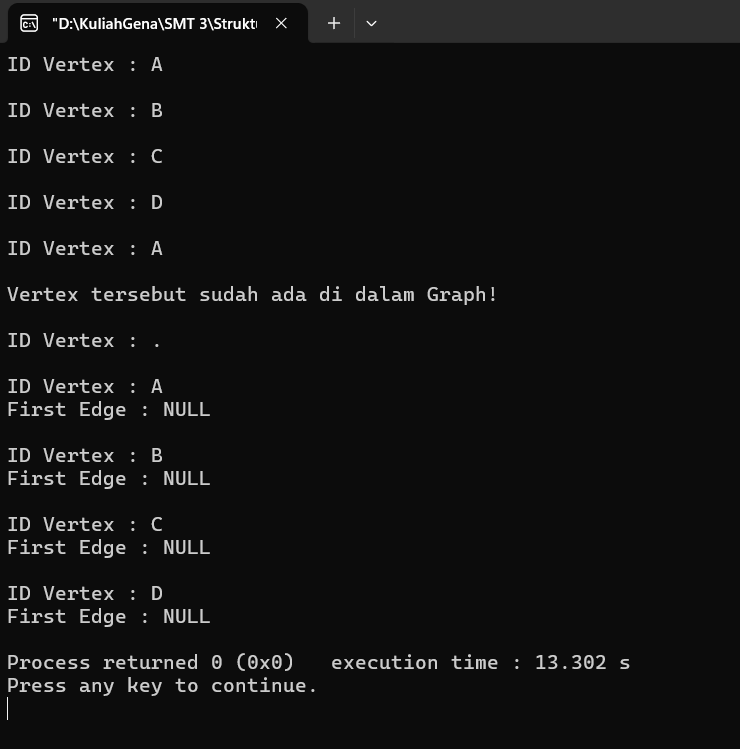 "D:\KuliahGena\SMT 3\Strukt
ID Vertex : A
ID Vertex : B
ID Vertex : C
ID Vertex : D
ID Vertex : A
Vertex tersebut sudah ada di dalam Graph!
ID Vertex : .
ID Vertex : A
First Edge : NULL
ID Vertex : B
First Edge : NULL
ID Vertex : C
First Edge : NULL
ID Vertex : D
First Edge : NULL
Process returned 0 (0x0)   execution time : 13.302 s
Press any key to continue.